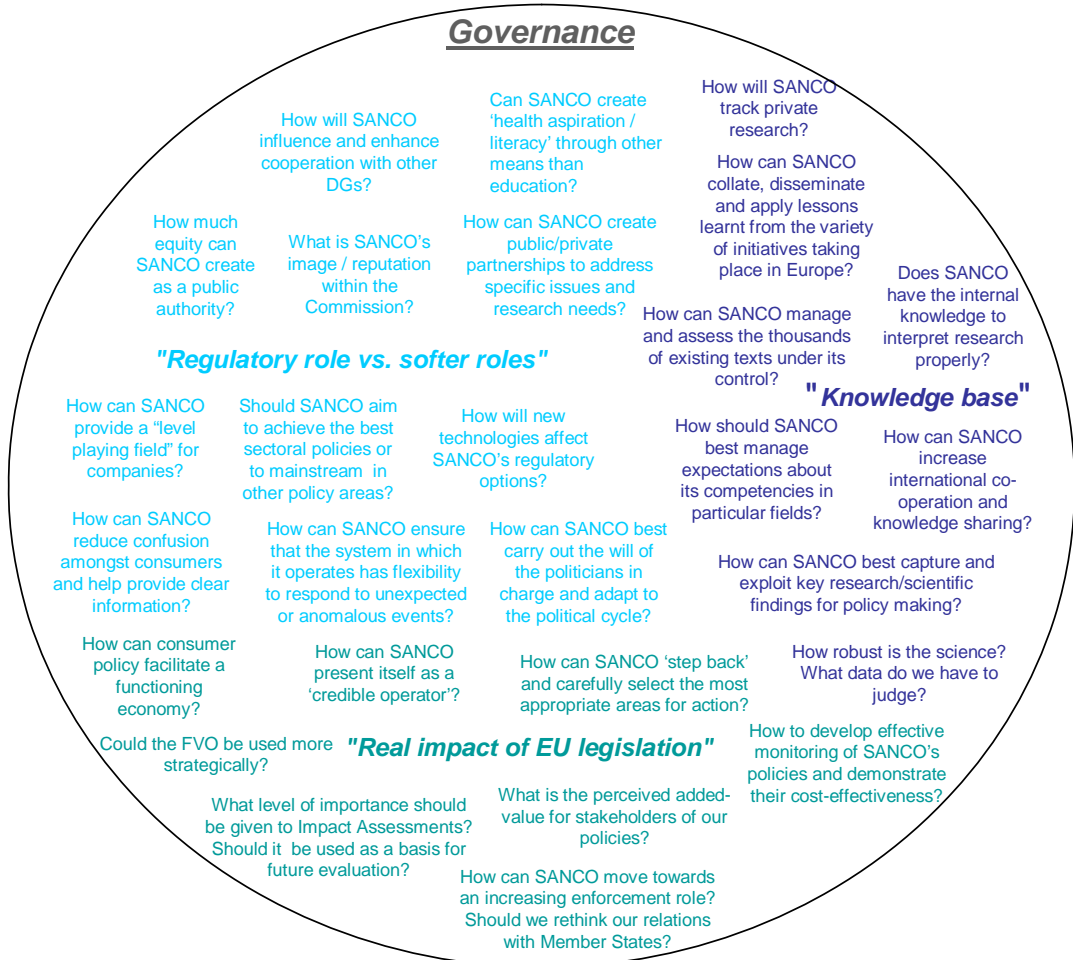 Governance
How will SANCO
influence and enhance
cooperation with other
DGs?
Can SANCO create
‘health aspiration /
literacy’ through other
means than
education?
How will SANCO
track private
research?
How can SANCO
collate, disseminate
and apply lessons
learnt from the variety
of initiatives taking
place in Europe?
How much
equity can
SANCO create
as a public
authority?
What is SANCO’s
image / reputation
within the
Commission?
How can SANCO create
public/private
partnerships to address
specific issues and
research needs?
Does SANCO
have the internal
knowledge to
interpret research
properly?
How can SANCO manage
and assess the thousands
of existing texts under its
control?
"Regulatory role vs. softer roles"
"Knowledge base"
How can SANCO
provide a “level
playing field” for
companies?
Should SANCO aim
to achieve the best
sectoral policies or
to mainstream in
other policy areas?
How will new
technologies affect
SANCO’s regulatory
options?
How should SANCO
best manage
expectations about
its competencies in
particular fields?
How can SANCO
increase
international co-
operation and
knowledge sharing?
How can SANCO
reduce confusion
amongst consumers
and help provide clear
information?
How can SANCO ensure
that the system in which
it operates has flexibility
to respond to unexpected
or anomalous events?
How can SANCO best
carry out the will of
the politicians in
charge and adapt to
the political cycle?
How can SANCO best capture and
exploit key research/scientific
findings for policy making?
How can consumer
policy facilitate a
functioning
economy?
How can SANCO
present itself as a
‘credible operator’?
How can SANCO ‘step back’
and carefully select the most
appropriate areas for action?
How robust is the science?
What data do we have to
judge?
Could the FVO be used more
strategically?
"Real impact of EU legislation"
How to develop effective
monitoring of SANCO’s
policies and demonstrate
their cost-effectiveness?
What level of importance should
be given to Impact Assessments?
Should it be used as a basis for
future evaluation?
What is the perceived added-
value for stakeholders of our
policies?
How can SANCO move towards
an increasing enforcement role?
Should we rethink our relations
with Member States?